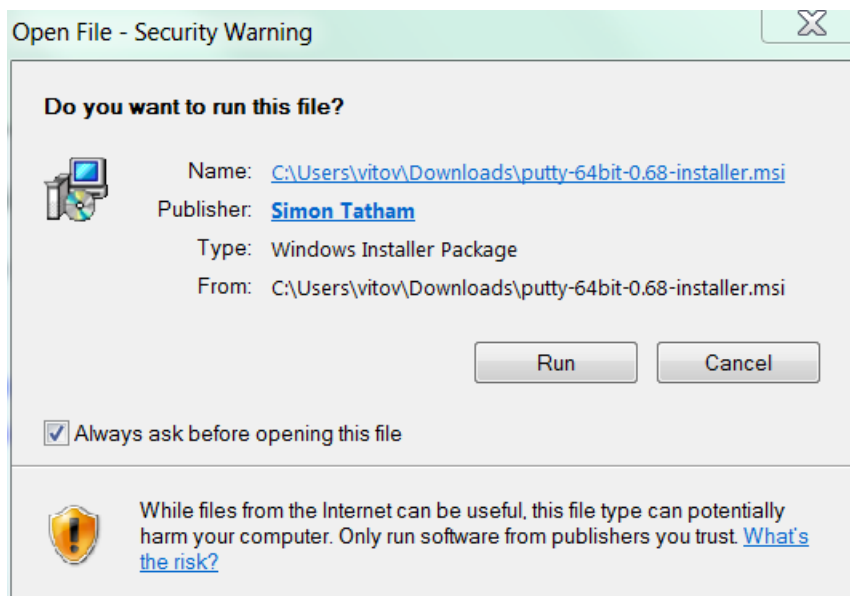 Open File - Security Warning
Do you want to run this file?
Name: C:\Users\vitov\Downloads\putty-64bit-0.68-installer.msi
Publisher: Simon Tatham
Type: Windows Installer Package
From: C:\Users\vitov\Downloads\putty-64bit-0.68-installer.msi
Run Cancel
Always ask before opening this file
While files from the Internet can be useful, this file type can potentially
harm your computer. Only run software from publishers you trust. What's
the risk?